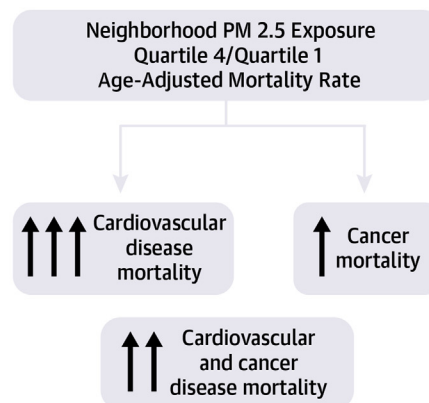 Neighborhood PM 2.5 Exposure
Quartile 4/Quartile 1
Age-Adjusted Mortality Rate
Cardiovascular
disease
mortality
Cancer
mortality
Cardiovascular
and cancer
disease mortality